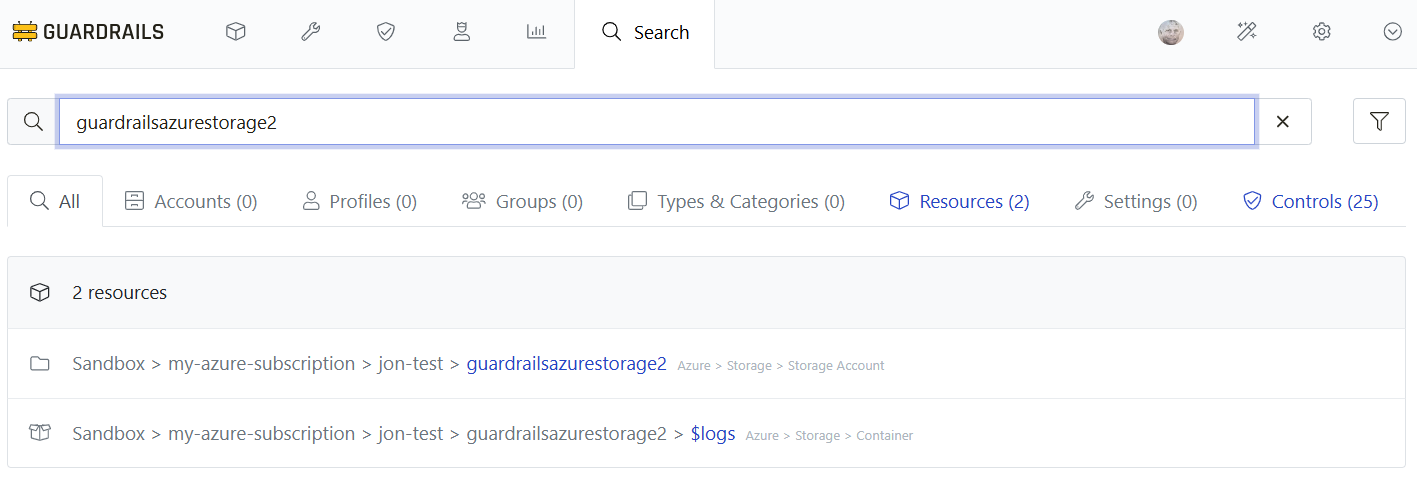 GUARDRAILS Search
guardrailsazurestorage2
All Accounts (0) Profiles (0) Groups (0) Types & Categories (0) Resources (2) Settings (0) Controls (25)
2 resources
Sandbox > my-azure-subscription > jon-test > guardrailsazurestorage2 Azure > Storage > Storage Account
Sandbox > my-azure-subscription > jon-test > guardrailsazurestorage2 > $logs Azure > Storage > Container